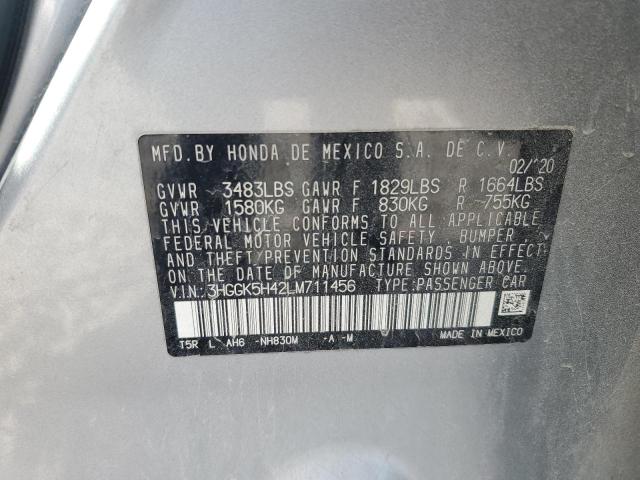 MFD. BY HONDA DE MEXICO S.A. DE C.V. 02/'20
GVWR 3483LBS GAWR F 1829LBS R 1664LBS
GVWR 1580KG GAWR F 830KG R 755KG
THIS VEHICLE CONFORMS TO ALL APPLICABLE
FEDERAL MOTOR VEHICLE SAFETY, BUMPER
AND THEFT PREVENTION STANDARDS IN EFFECT
ON THE DATE OF MANUFACTURE SHOWN ABOVE.
V.I.N.: 3HGGK5H42LM711456 TYPE:PASSENGER CAR
T5R L AH6 -NH830M -A -M MADE IN MEXICO